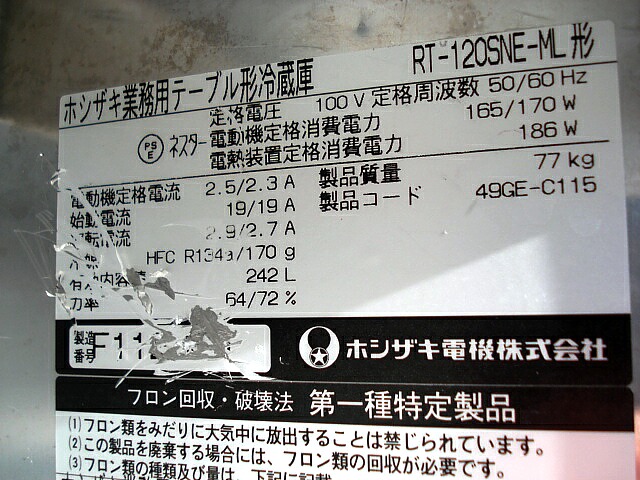 ホシザキ業務用テーブル形冷蔵庫 RT-120SNE-ML形
定格電圧 100V 定格周波数 50/60 Hz
PSE ネスター 電動機定格消費電力 165/170 W
電熱装置定格消費電力 186 W
電動機定格電流 2.5/2.3 A 製品質量 77 kg
始動電流 19/19 A 製品コード 49GE-C115
運転電流 2.9/2.7 A
HFC R134a/170 g
内容 242 L
力率 64/72 %
製造番号 F11
ホシザキ電機株式会社
フロン回収・破壊法 第一種特定製品
(1)フロン類をみだりに大気中に放出することは禁じられています。
(2)この製品を廃棄する場合には、フロン類の回収が必要です。
(3)フロン類の種類及び量は、下記に記載